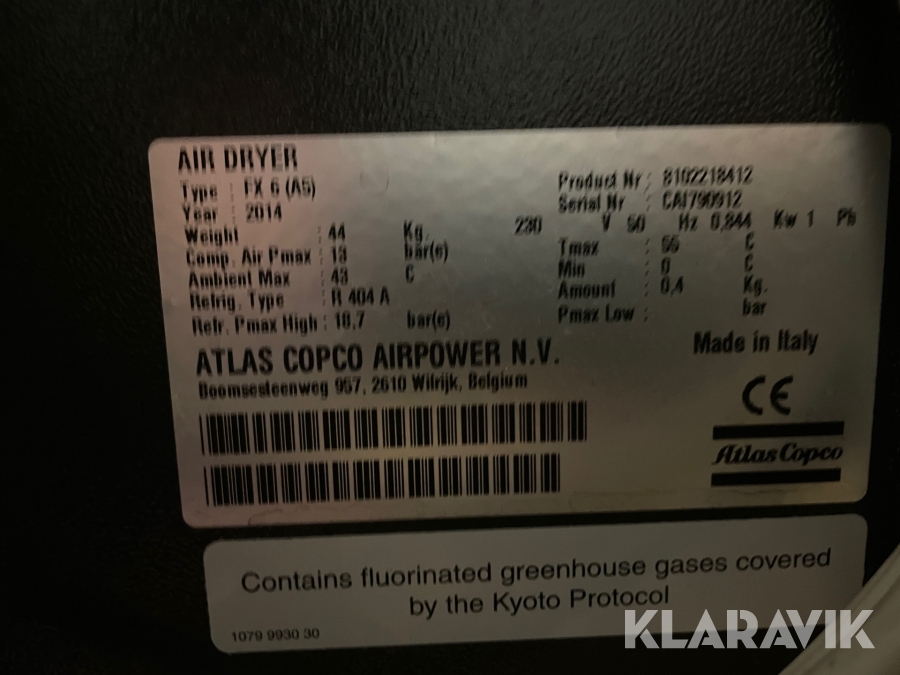 AIR DRYER
Type : FX 6 (A5)
Year : 2014
Weight : 44 Kg.
Comp. Air Pmax : 13 bar(e)
Ambient Max : 43 C
Refrig. Type : R 404 A
Refr. Pmax High : 18,7 bar(e)
Product Nr : 8102218412
Serial Nr : CAI790912
230 V 50 Hz 0,844 Kw 1 Ph
Tmax : 55 C
Min : 0 C
Amount : 0,4 Kg.
Pmax Low : bar
ATLAS COPCO AIRPOWER N.V.
Boomsesteenweg 957, 2610 Wilrijk, Belgium
Made in Italy
CE
Atlas Copco
Contains fluorinated greenhouse gases covered
by the Kyoto Protocol
1079 9930 30
KLARAVIK